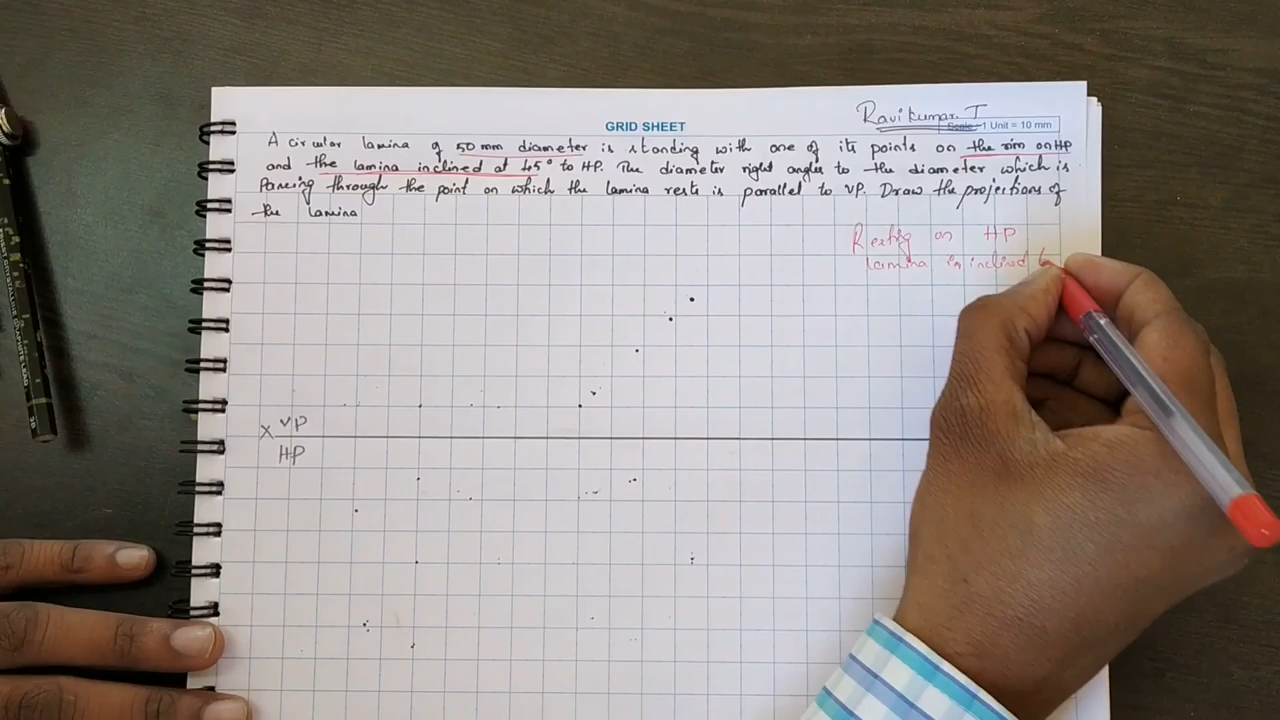 Ravikumar. T
GRID SHEET
Scale: 1 Unit = 10 mm
A circular lamina of 50 mm diameter is standing with one of its points on the rim on HP
and the lamina inclined at 45° to HP. The diameter right angles to the diameter which is
passing through the point on which the lamina rests is parallel to VP. Draw the projections of
the lamina
Resting on HP
lamina is inclined
X VP
HP